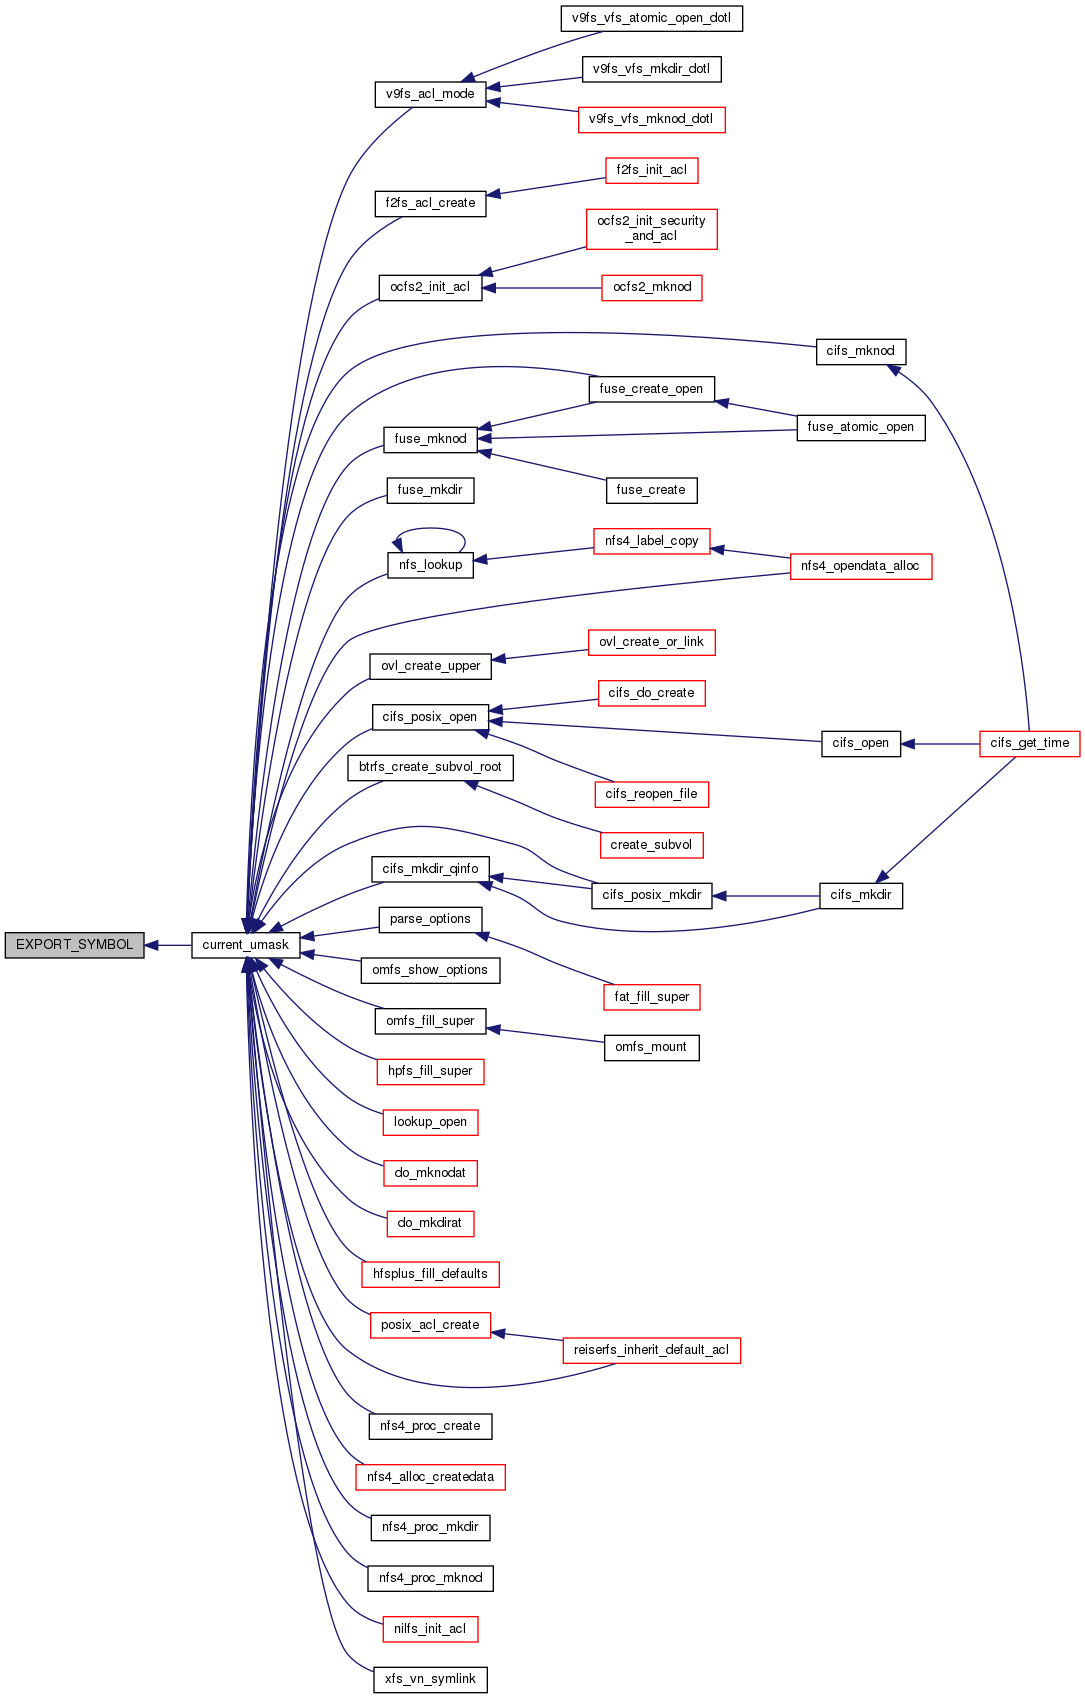 v9fs_vfs_atomic_open_dotl
v9fs_vfs_mkdir_dotl
v9fs_acl_mode
v9fs_vfs_mknod_dotl
f2fs_init_acl
f2fs_acl_create
ocfs2_init_security
_and_acl
ocfs2_init_acl
ocfs2_mknod
cifs_mknod
fuse_create_open
fuse_atomic_open
fuse_mknod
fuse_mkdir
fuse_create
nfs4_label_copy
nfs_lookup
nfs4_opendata_alloc
ovl_create_or_link
ovl_create_upper
cifs_do_create
cifs_posix_open
cifs_open
cifs_get_time
btrfs_create_subvol_root
cifs_reopen_file
create_subvol
cifs_mkdir_qinfo
cifs_posix_mkdir
cifs_mkdir
parse_options
EXPORT_SYMBOL
current_umask
omfs_show_options
fat_fill_super
omfs_fill_super
omfs_mount
hpfs_fill_super
lookup_open
do_mknodat
do_mkdirat
hfsplus_fill_defaults
posix_acl_create
reiserfs_inherit_default_acl
nfs4_proc_create
nfs4_alloc_createdata
nfs4_proc_mkdir
nfs4_proc_mknod
nilfs_init_acl
xfs_vn_symlink